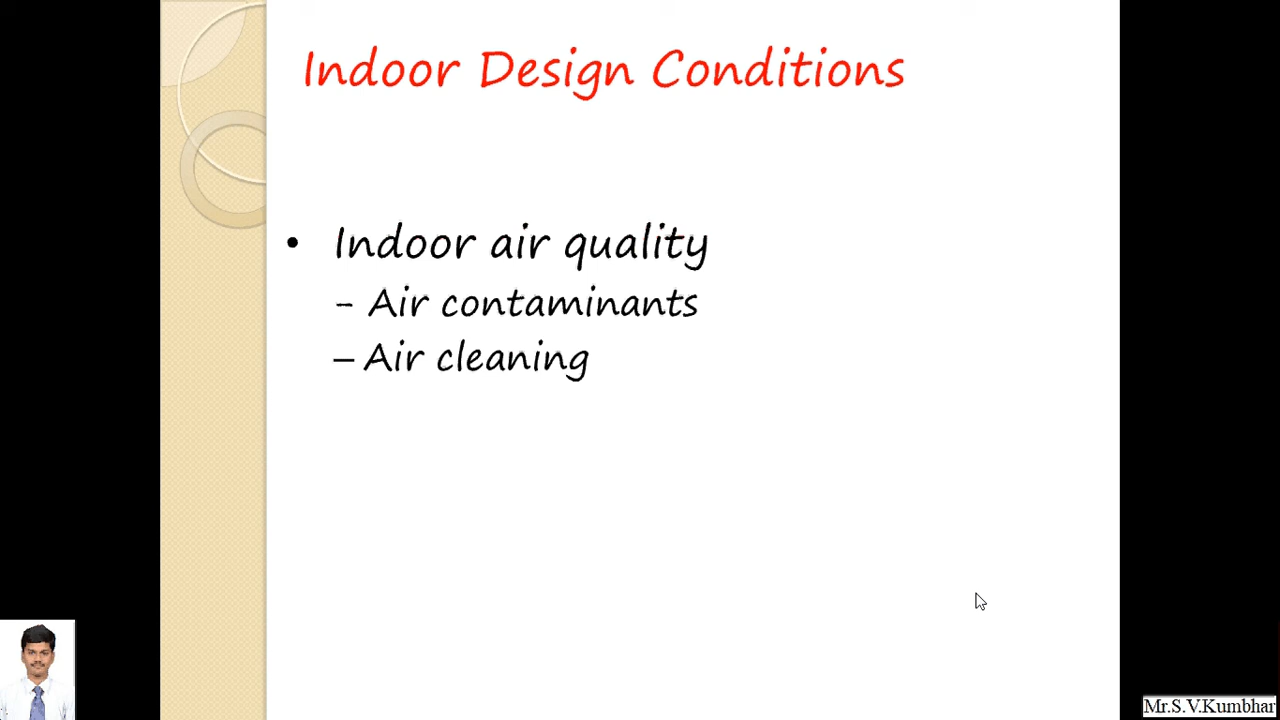 Indoor Design Conditions
• Indoor air quality
- Air contaminants
– Air cleaning
Mr.S.V.Kumbhar